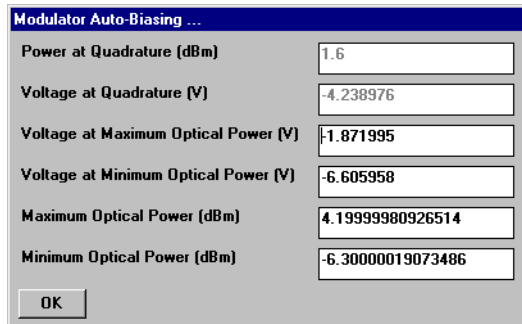 Modulator Auto-Biasing ...
Power at Quadrature (dBm) 1.6
Voltage at Quadrature (V) -4.238976
Voltage at Maximum Optical Power (V) -1.871995
Voltage at Minimum Optical Power (V) -6.605958
Maximum Optical Power (dBm) 4.19999980926514
Minimum Optical Power (dBm) -6.30000019073486
OK